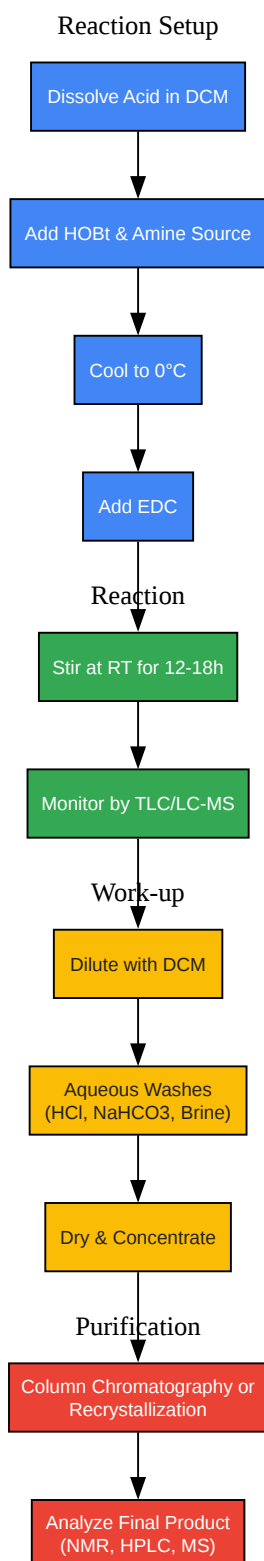 Reaction Setup
Dissolve Acid in DCM
Add HOBt & Amine Source
Cool to 0°C
Add EDC
Reaction
Stir at RT for 12-18h
Monitor by TLC/LC-MS
Work-up
Dilute with DCM
Aqueous Washes
(HCl, NaHCO3, Brine)
Dry & Concentrate
Purification
Column Chromatography or
Recrystallization
Analyze Final Product
(NMR, HPLC, MS)